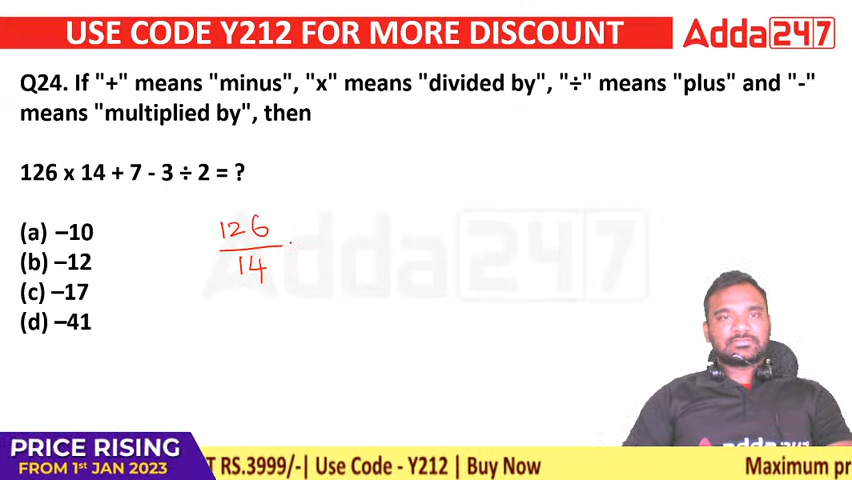 USE CODE Y212 FOR MORE DISCOUNT
Adda247
Q24. If "+" means "minus", "x" means "divided by", "÷" means "plus" and "-"
means "multiplied by", then
126 x 14 + 7 - 3 ÷ 2 = ?
(a) –10
(b) –12
(c) –17
(d) –41
126
14
Adda247
adda247
PRICE RISING
FROM 1st JAN 2023
T RS.3999/-| Use Code - Y212 | Buy Now
Maximum pr